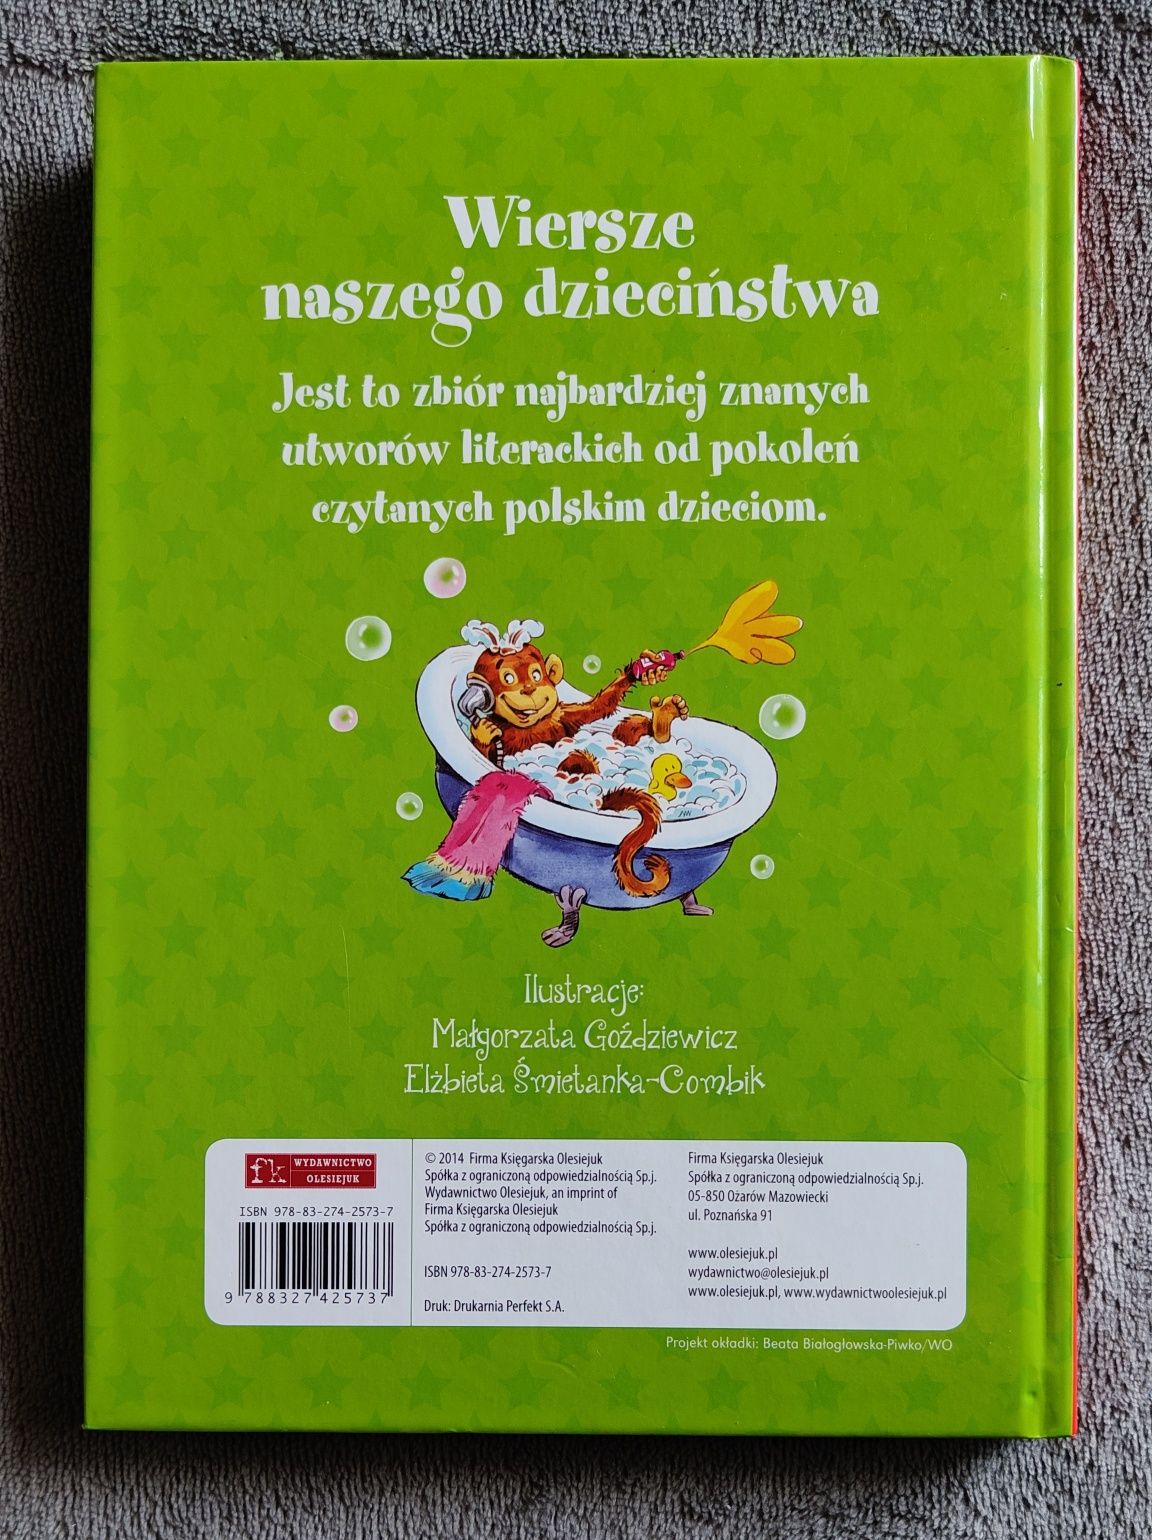 Wiersze
naszego dzieciństwa
Jest to zbiór najbardziej znanych
utworów literackich od pokoleń
czytanych polskim dzieciom.
Ilustracje:
Małgorzata Goździewicz
Elżbieta Śmietanka-Combik
fk WYDAWNICTWO
OLESIEJUK
ISBN 978-83-274-2573-7
9 788327 425737
© 2014 Firma Księgarska Olesiejuk
Spółka z ograniczoną odpowiedzialnością Sp.j.
Wydawnictwo Olesiejuk, an imprint of
Firma Księgarska Olesiejuk
Spółka z ograniczoną odpowiedzialnością Sp.j.
ISBN 978-83-274-2573-7
Druk: Drukarnia Perfekt S.A.
Firma Księgarska Olesiejuk
Spółka z ograniczoną odpowiedzialnością Sp.j.
05-850 Ożarów Mazowiecki
ul. Poznańska 91
www.olesiejuk.pl
wydawnictwo@olesiejuk.pl
www.olesiejuk.pl, www.wydawnictwoolesiejuk.pl
Projekt okładki: Beata Białogłowska-Piwko/WO